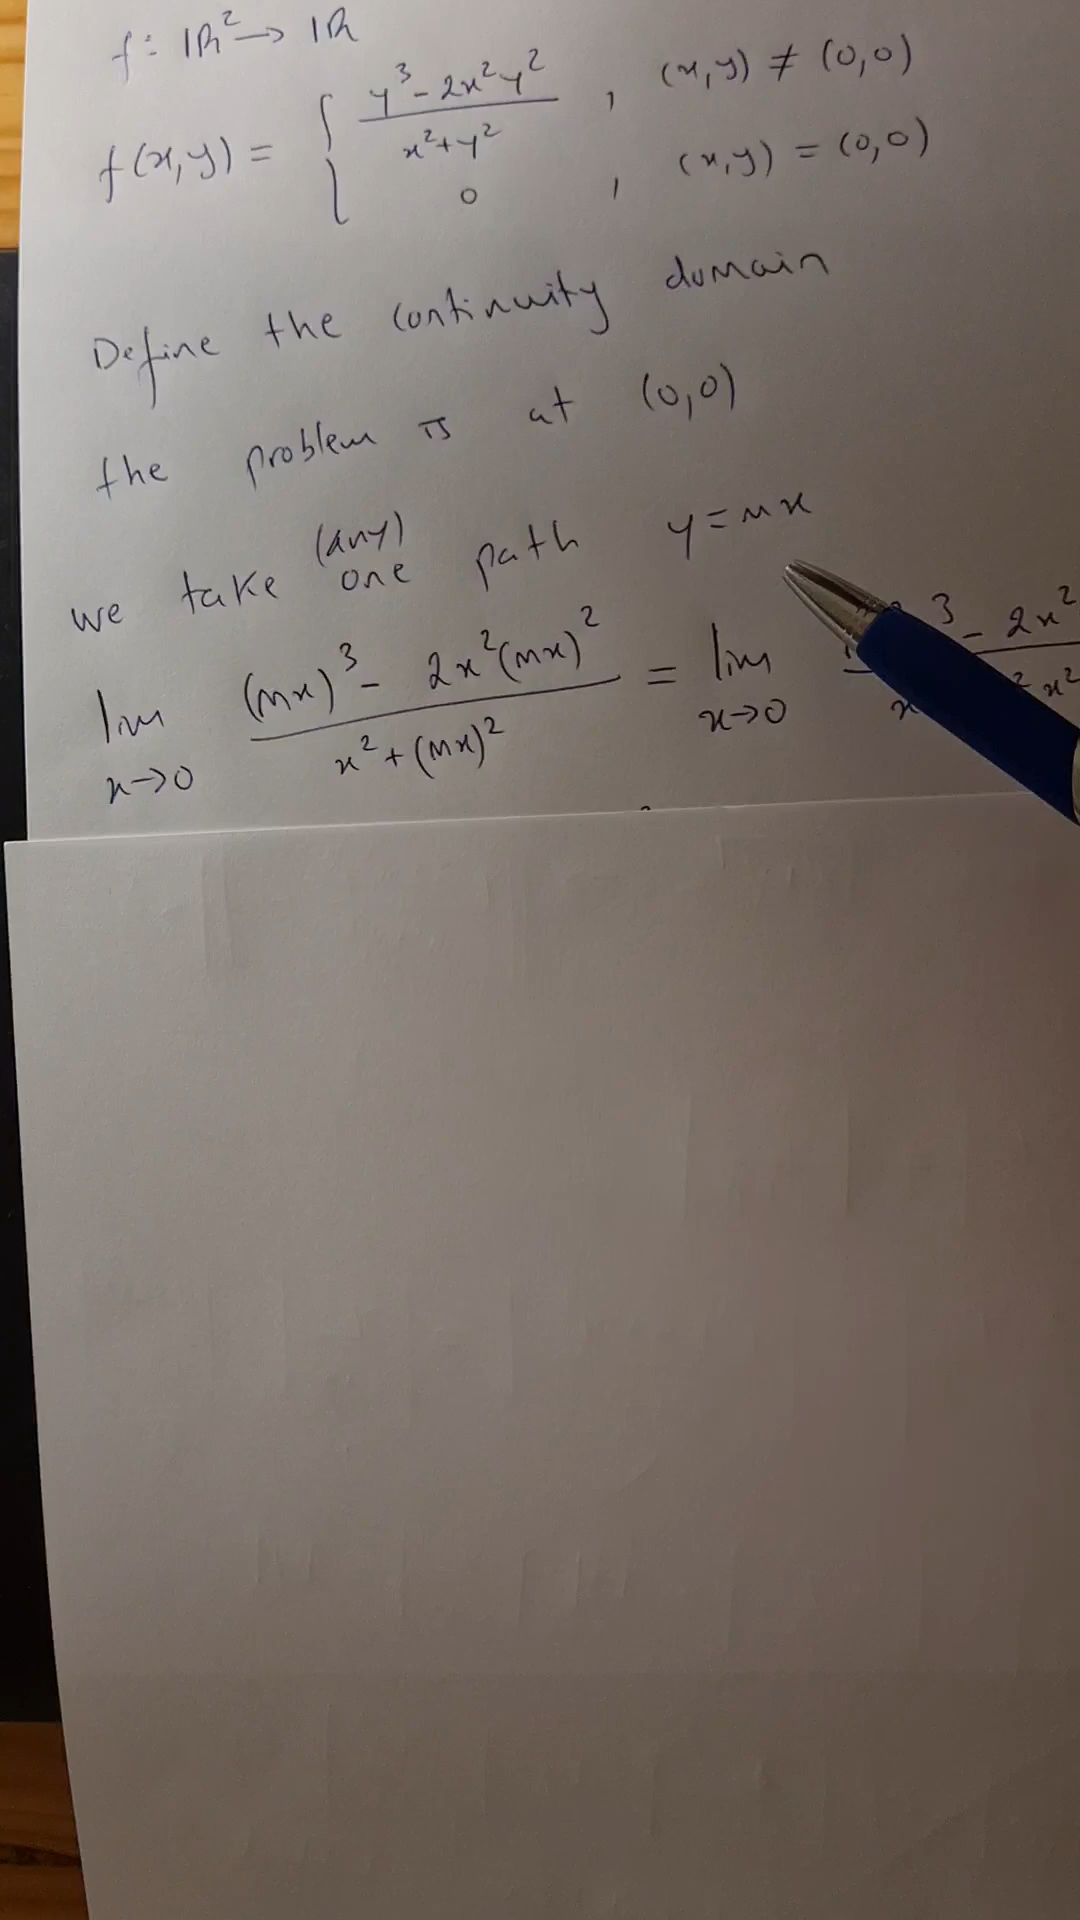 f: ℝ² → ℝ
f(x,y) = { (y³ - 2x²y²)/(x² + y²) , (x,y) ≠ (0,0)
0 , (x,y) = (0,0)
Define the continuity domain
the problem is at (0,0)
(any)
we take one path y = mx
lim x→0 ((mx)³ - 2x²(mx)²)/(x² + (mx)²) = lim x→0